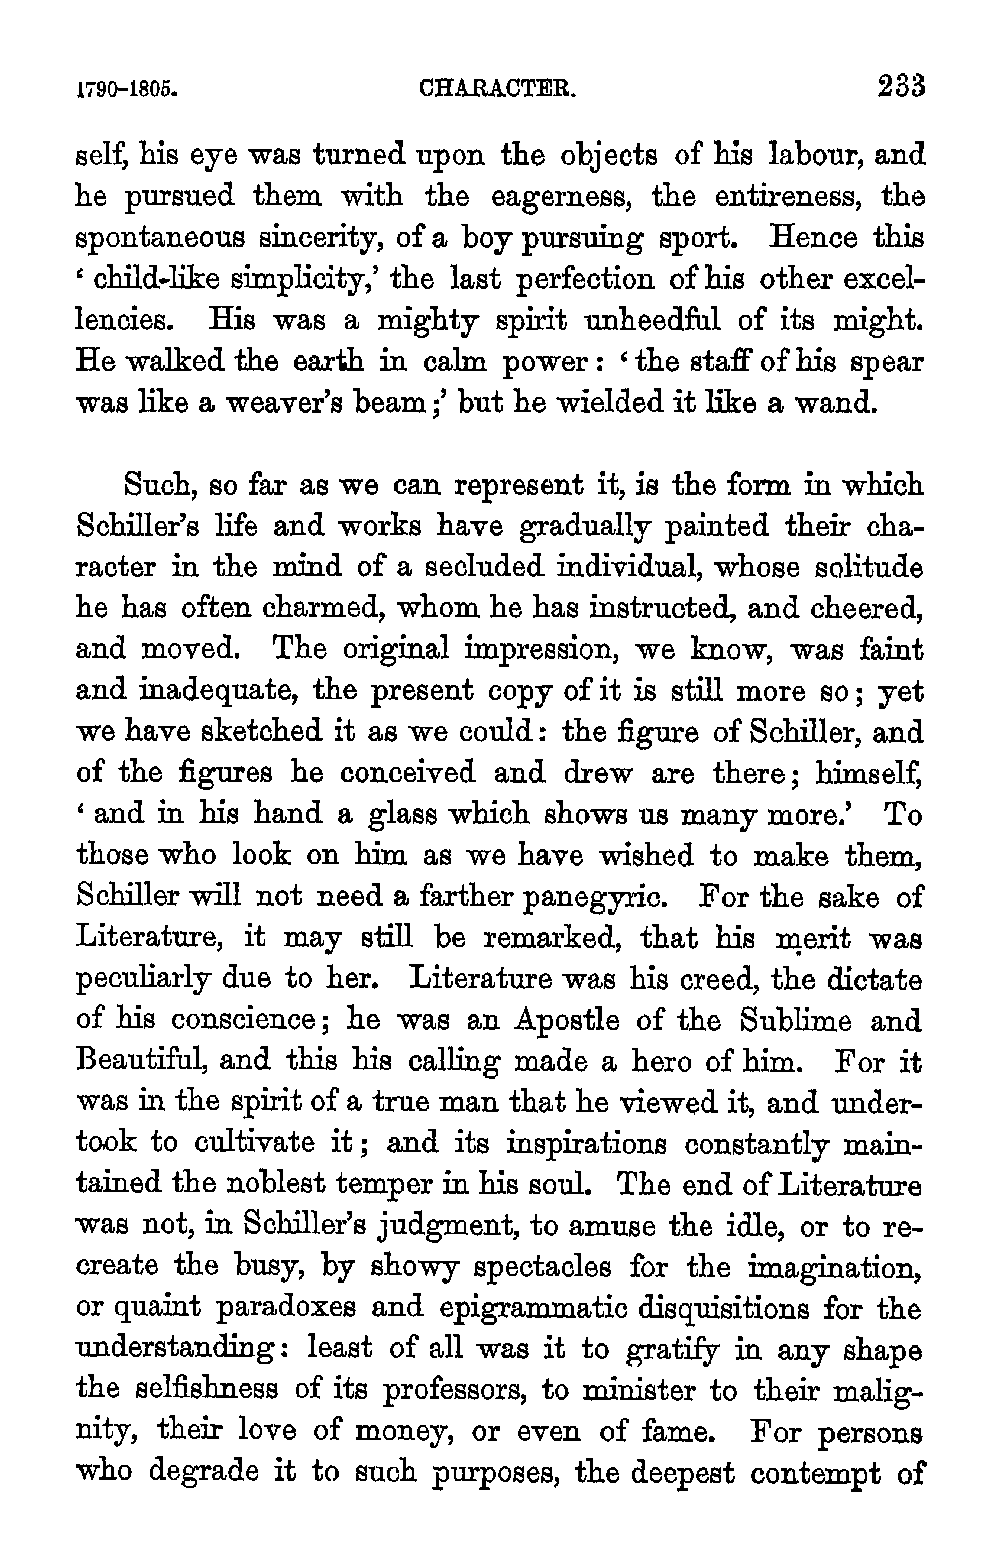 1790-1805. CHARACTER. 233
self, his eye was turned upon the objects of his labour, and
he pursued them with the eagerness, the entireness, the
spontaneous sincerity, of a boy pursuing sport. Hence this
‘ child-like simplicity,’ the last perfection of his other excel-
lencies. His was a mighty spirit unheedful of its might.
He walked the earth in calm power: ‘ the staff of his spear
was like a weaver’s beam;’ but he wielded it like a wand.
Such, so far as we can represent it, is the form in which
Schiller’s life and works have gradually painted their cha-
racter in the mind of a secluded individual, whose solitude
he has often charmed, whom he has instructed, and cheered,
and moved. The original impression, we know, was faint
and inadequate, the present copy of it is still more so; yet
we have sketched it as we could: the figure of Schiller, and
of the figures he conceived and drew are there; himself,
‘ and in his hand a glass which shows us many more.’ To
those who look on him as we have wished to make them,
Schiller will not need a farther panegyric. For the sake of
Literature, it may still be remarked, that his merit was
peculiarly due to her. Literature was his creed, the dictate
of his conscience; he was an Apostle of the Sublime and
Beautiful, and this his calling made a hero of him. For it
was in the spirit of a true man that he viewed it, and under-
took to cultivate it; and its inspirations constantly main-
tained the noblest temper in his soul. The end of Literature
was not, in Schiller’s judgment, to amuse the idle, or to re-
create the busy, by showy spectacles for the imagination,
or quaint paradoxes and epigrammatic disquisitions for the
understanding: least of all was it to gratify in any shape
the selfishness of its professors, to minister to their malig-
nity, their love of money, or even of fame. For persons
who degrade it to such purposes, the deepest contempt of